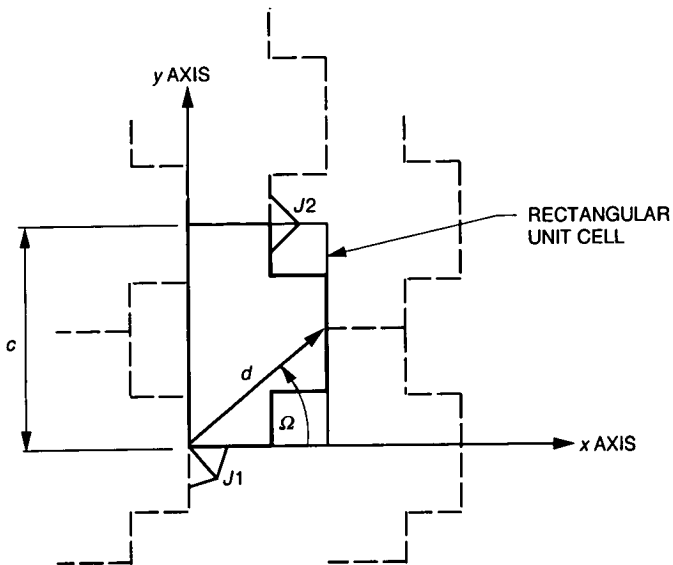 y AXIS
J2
RECTANGULAR
UNIT CELL
c
d
Ω
x AXIS
J1